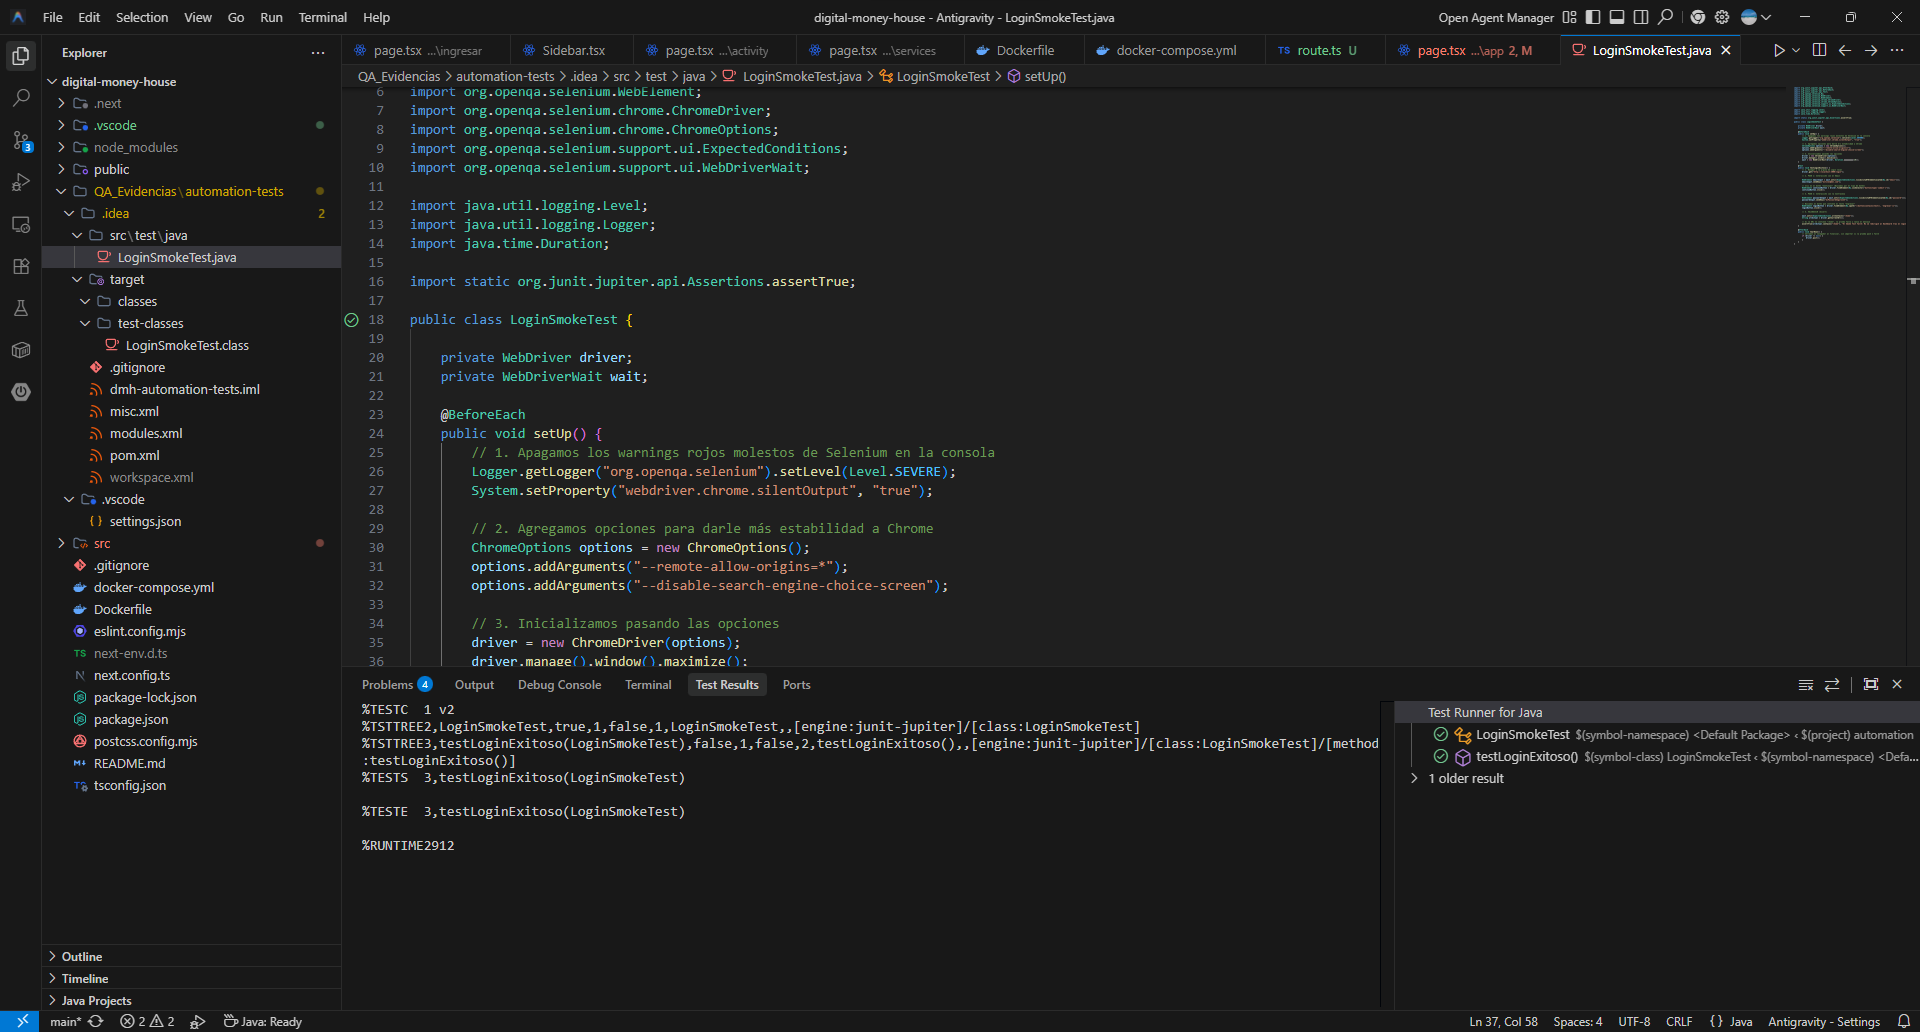 File Edit Selection View Go Run Terminal Help
digital-money-house - Antigravity - LoginSmokeTest.java
Open Agent Manager
Explorer
page.tsx ...\ingresar
Sidebar.tsx
page.tsx ...\activity
page.tsx ...\services
Dockerfile
docker-compose.yml
TS route.ts U
page.tsx ...\app 2, M
LoginSmokeTest.java
QA_Evidencias > automation-tests > .idea > src > test > java > LoginSmokeTest.java > LoginSmokeTest > setUp()
digital-money-house
.next
.vscode
node_modules
public
QA_Evidencias\automation-tests
.idea 2
src\test\java
LoginSmokeTest.java
target
classes
test-classes
LoginSmokeTest.class
.gitignore
dmh-automation-tests.iml
misc.xml
modules.xml
pom.xml
workspace.xml
.vscode
{} settings.json
src
.gitignore
docker-compose.yml
Dockerfile
eslint.config.mjs
TS next-env.d.ts
N next.config.ts
package-lock.json
package.json
postcss.config.mjs
README.md
TS tsconfig.json
Outline
Timeline
Java Projects
3
6 import org.openqa.selenium.WebElement;
7 import org.openqa.selenium.chrome.ChromeDriver;
8 import org.openqa.selenium.chrome.ChromeOptions;
9 import org.openqa.selenium.support.ui.ExpectedConditions;
10 import org.openqa.selenium.support.ui.WebDriverWait;
11
12 import java.util.logging.Level;
13 import java.util.logging.Logger;
14 import java.time.Duration;
15
16 import static org.junit.jupiter.api.Assertions.assertTrue;
17
18 public class LoginSmokeTest {
19
20 private WebDriver driver;
21 private WebDriverWait wait;
22
23 @BeforeEach
24 public void setUp() {
25 // 1. Apagamos los warnings rojos molestos de Selenium en la consola
26 Logger.getLogger("org.openqa.selenium").setLevel(Level.SEVERE);
27 System.setProperty("webdriver.chrome.silentOutput", "true");
28
29 // 2. Agregamos opciones para darle más estabilidad a Chrome
30 ChromeOptions options = new ChromeOptions();
31 options.addArguments("--remote-allow-origins=*");
32 options.addArguments("--disable-search-engine-choice-screen");
33
34 // 3. Inicializamos pasando las opciones
35 driver = new ChromeDriver(options);
36 driver.manage().window().maximize();
Problems 4 Output Debug Console Terminal Test Results Ports
%TESTC 1 v2
%TSTTREE2,LoginSmokeTest,true,1,false,1,LoginSmokeTest,,[engine:junit-jupiter]/[class:LoginSmokeTest]
%TSTTREE3,testLoginExitoso(LoginSmokeTest),false,1,false,2,testLoginExitoso(),,[engine:junit-jupiter]/[class:LoginSmokeTest]/[method
:testLoginExitoso()]
%TESTS 3,testLoginExitoso(LoginSmokeTest)
%TESTE 3,testLoginExitoso(LoginSmokeTest)
%RUNTIME2912
Test Runner for Java
LoginSmokeTest $(symbol-namespace) <Default Package> ‹ $(project) automation
testLoginExitoso() $(symbol-class) LoginSmokeTest ‹ $(symbol-namespace) <Defa...
1 older result
main* 2 2 Java: Ready
Ln 37, Col 58 Spaces: 4 UTF-8 CRLF {} Java Antigravity - Settings